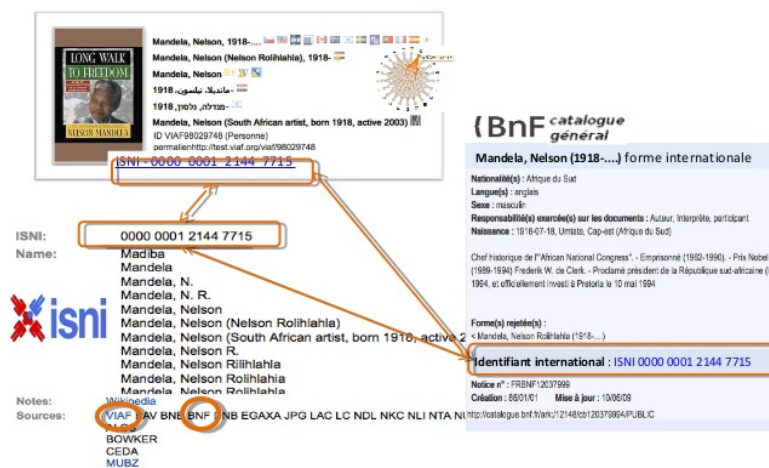 LONG WALK
TO FREEDOM
NELSON MANDELA
Mandela, Nelson, 1918-....
Mandela, Nelson (Nelson Rolihlahla), 1918-
Mandela, Nelson
مانديلا، نيلسون، 1918-
מנדלה, נלסון, 1918-
Mandela, Nelson (South African artist, born 1918, active 2003)
ID VIAF98029748 (Personne)
permalienhttp://test.viaf.org/viaf/98029748
ISNI - 0000 0001 2144 7715
ISNI: 0000 0001 2144 7715
Name: Madiba
Mandela
Mandela, N.
Mandela, N. R.
Mandela, Nelson
Mandela, Nelson (Nelson Rolihlahla)
Mandela, Nelson (South African artist, born 1918, active 2
Mandela, Nelson R.
Mandela, Nelson Rilihlahla
Mandela, Nelson Rolihlahia
Mandela, Nelson Rolihlahla
isni
Notes: Wikipedia
Sources: VIAF SAV BNE BNF DNB EGAXA JPG LAC LC NDL NKC NLI NTA
ALCS
BOWKER
CEDA
MUBZ
{BnF catalogue
général
Mandela, Nelson (1918-....) forme internationale
Nationalité(s) : Afrique du Sud
Langue(s) : anglais
Sexe : masculin
Responsabilité(s) exercée(s) sur les documents : Auteur, Interprète, participant
Naissance : 1918-07-18, Umtata, Cap-est (Afrique du Sud)
Chef historique de l'"African National Congress". - Emprisonné (1962-1990). - Prix Nobel
(1989-1994) Frederik W. de Clerk. - Proclamé président de la République sud-africaine (
1994, et officiellement investi à Pretoria le 10 mai 1994
Forme(s) rejetée(s) :
< Mandela, Nelson Rolihlahla (1918-...)
Identifiant international : ISNI 0000 0001 2144 7715
Notice n° : FRBNF12037999
Création : 86/01/01 Mise à jour : 10/06/09
http://catalogue.bnf.fr/ark:/12148/cb120379994/PUBLIC